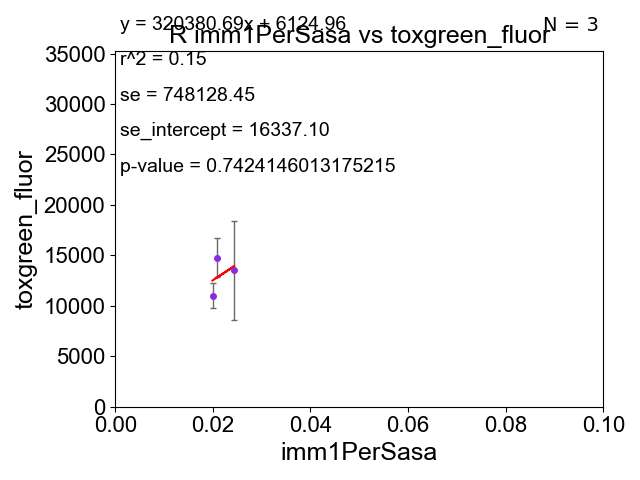 y = 320380.69x + 6124.96
N = 3
R imm1PerSasa vs toxgreen_fluor
r^2 = 0.15
se = 748128.45
se_intercept = 16337.10
p-value = 0.7424146013175215
35000
30000
25000
20000
15000
10000
5000
0
toxgreen_fluor
0.00 0.02 0.04 0.06 0.08 0.10
imm1PerSasa